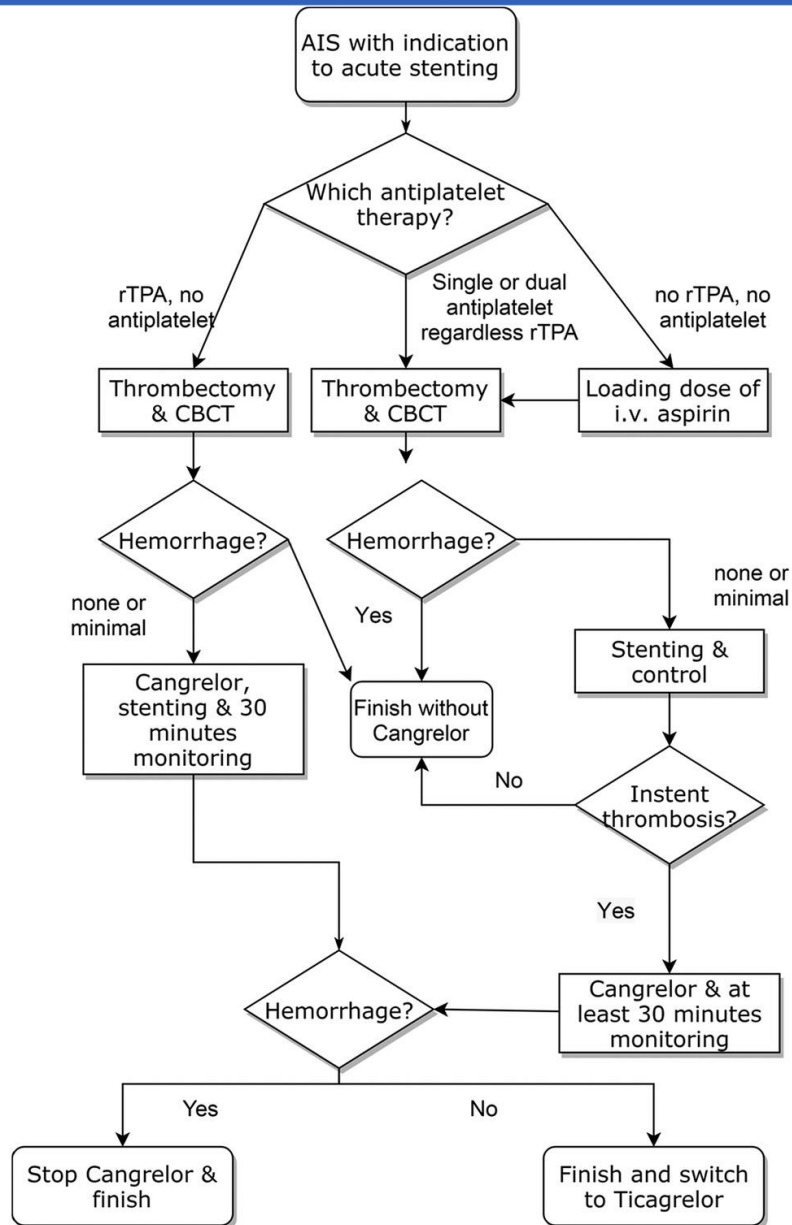 AIS with indication
to acute stenting
Which antiplatelet
therapy?
rTPA, no
antiplatelet
Single or dual
antiplatelet
regardless rTPA
no rTPA, no
antiplatelet
Thrombectomy
& CBCT
Thrombectomy
& CBCT
Loading dose of
i.v. aspirin
Hemorrhage?
Hemorrhage?
none or
minimal
Yes
none or
minimal
Cangrelor,
stenting & 30
minutes
monitoring
Finish without
Cangrelor
Stenting &
control
No
Instent
thrombosis?
Yes
Hemorrhage?
Cangrelor & at
least 30 minutes
monitoring
Yes
No
Stop Cangrelor &
finish
Finish and switch
to Ticagrelor